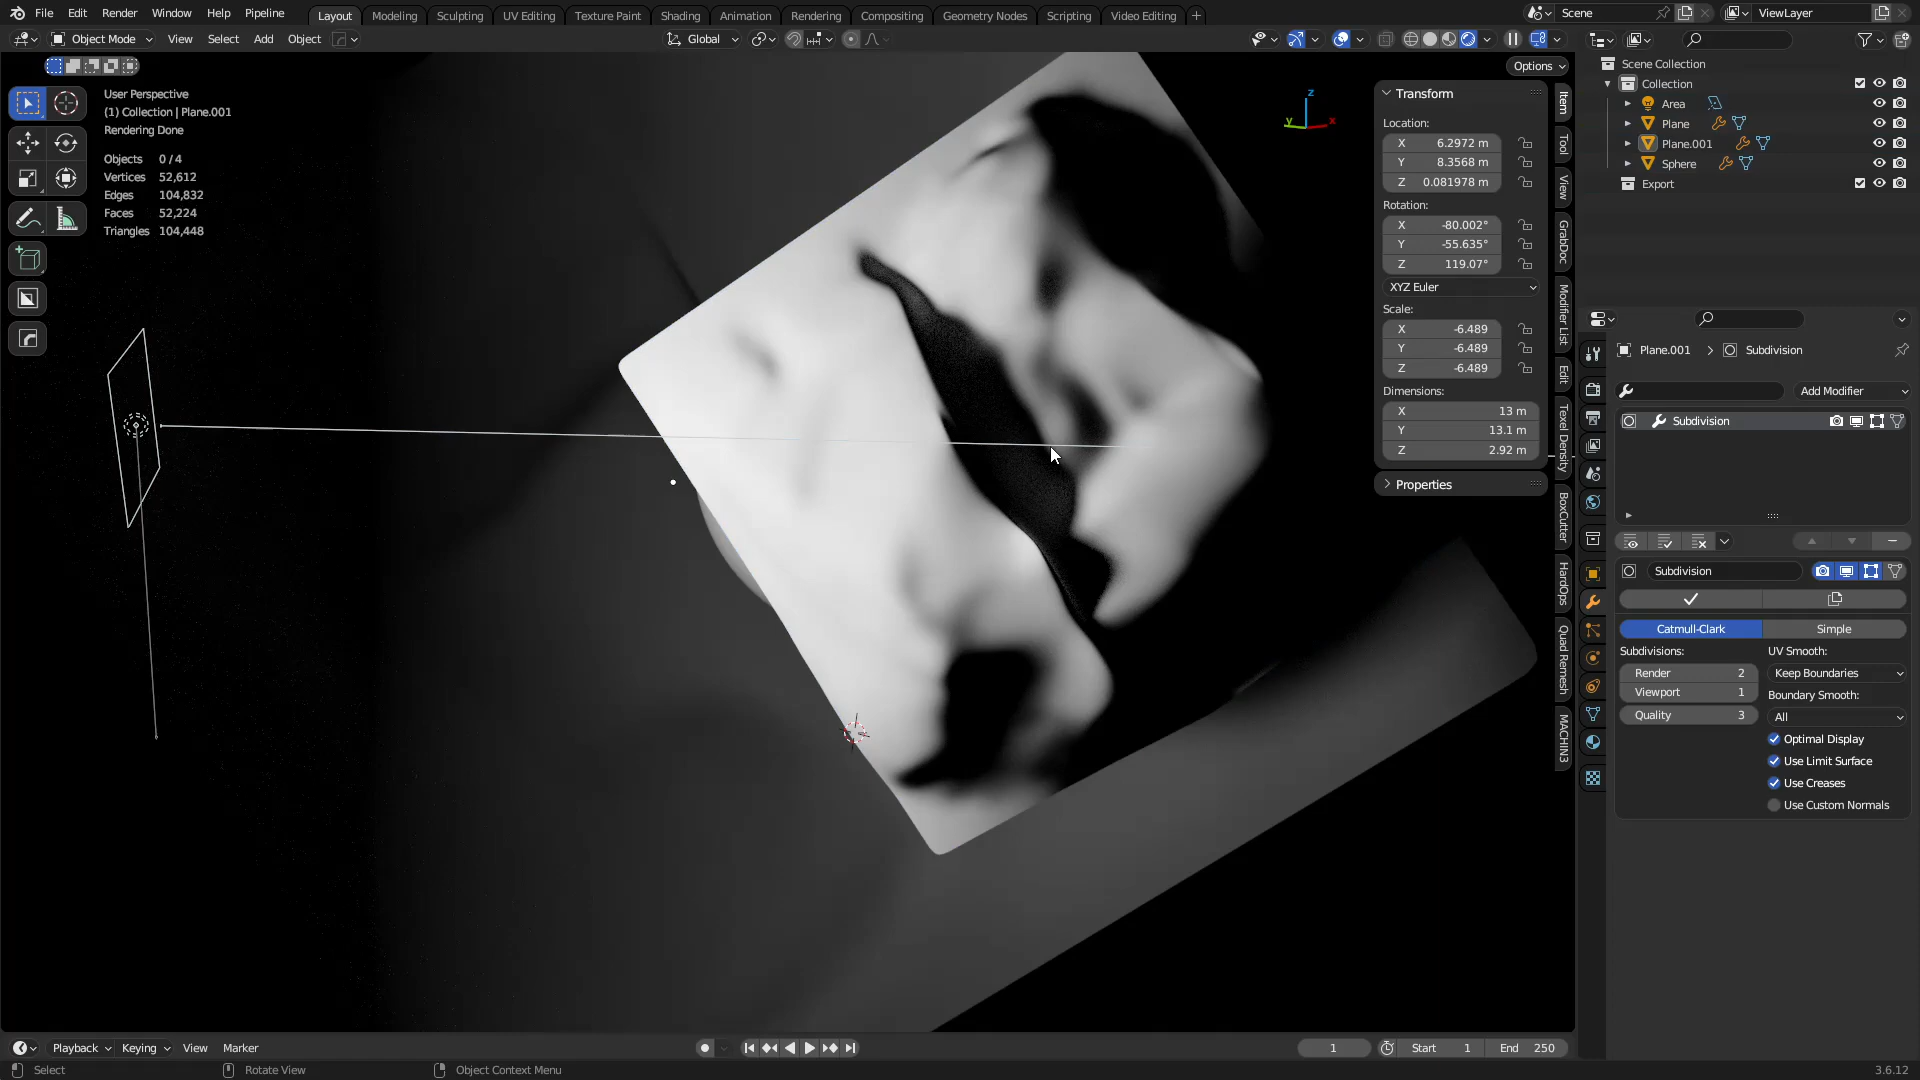 File Edit Render Window Help Pipeline
Layout Modeling Sculpting UV Editing Texture Paint Shading Animation Rendering Compositing Geometry Nodes Scripting Video Editing +
Scene ViewLayer
Object Mode View Select Add Object Global
Options
User Perspective
(1) Collection | Plane.001
Rendering Done
Objects 0 / 4
Vertices 52,612
Edges 104,832
Faces 52,224
Triangles 104,448
Z
Y
X
Transform
Location:
X 6.2972 m
Y 8.3568 m
Z 0.081978 m
Rotation:
X -80.002°
Y -55.635°
Z 119.07°
XYZ Euler
Scale:
X -6.489
Y -6.489
Z -6.489
Dimensions:
X 13 m
Y 13.1 m
Z 2.92 m
Properties
Item
Tool
View
GrabDoc
Modifier List
Edit
Texel Density
BoxCutter
HardOps
Quad Remesh
MACHIN3
Scene Collection
Collection
Area
Plane
Plane.001
Sphere
Export
Plane.001 > Subdivision
Add Modifier
Subdivision
Subdivision
Catmull-Clark Simple
Subdivisions: UV Smooth:
Render 2 Keep Boundaries
Viewport 1 Boundary Smooth:
Quality 3 All
Optimal Display
Use Limit Surface
Use Creases
Use Custom Normals
Playback Keying View Marker
1 Start 1 End 250
Select Rotate View Object Context Menu 3.6.12